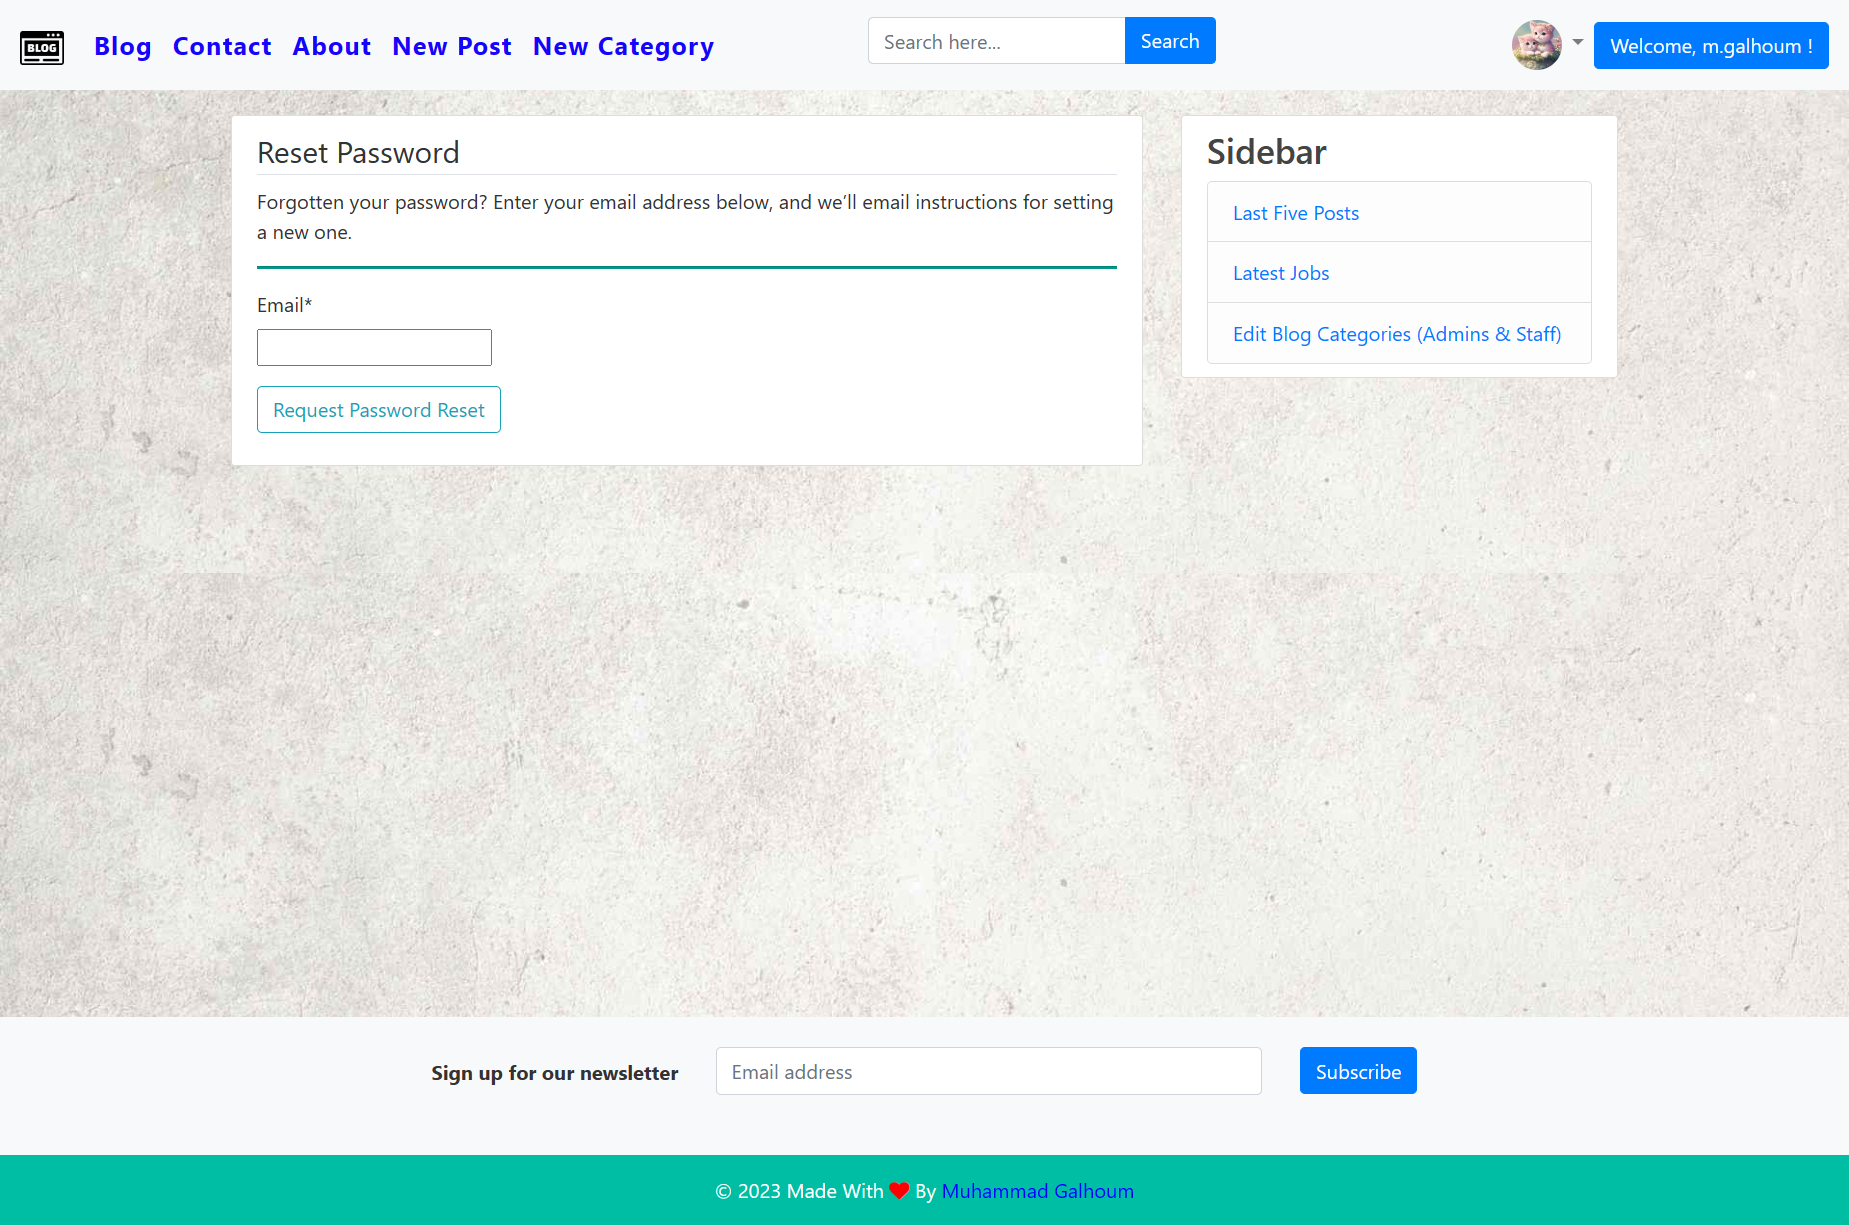 BLOG
Blog Contact About New Post New Category
Search here...
Search
Welcome, m.galhoum !
Reset Password
Forgotten your password? Enter your email address below, and we’ll email instructions for setting
a new one.
Email*
Request Password Reset
Sidebar
Last Five Posts
Latest Jobs
Edit Blog Categories (Admins & Staff)
Sign up for our newsletter
Email address
Subscribe
© 2023 Made With ❤ By Muhammad Galhoum